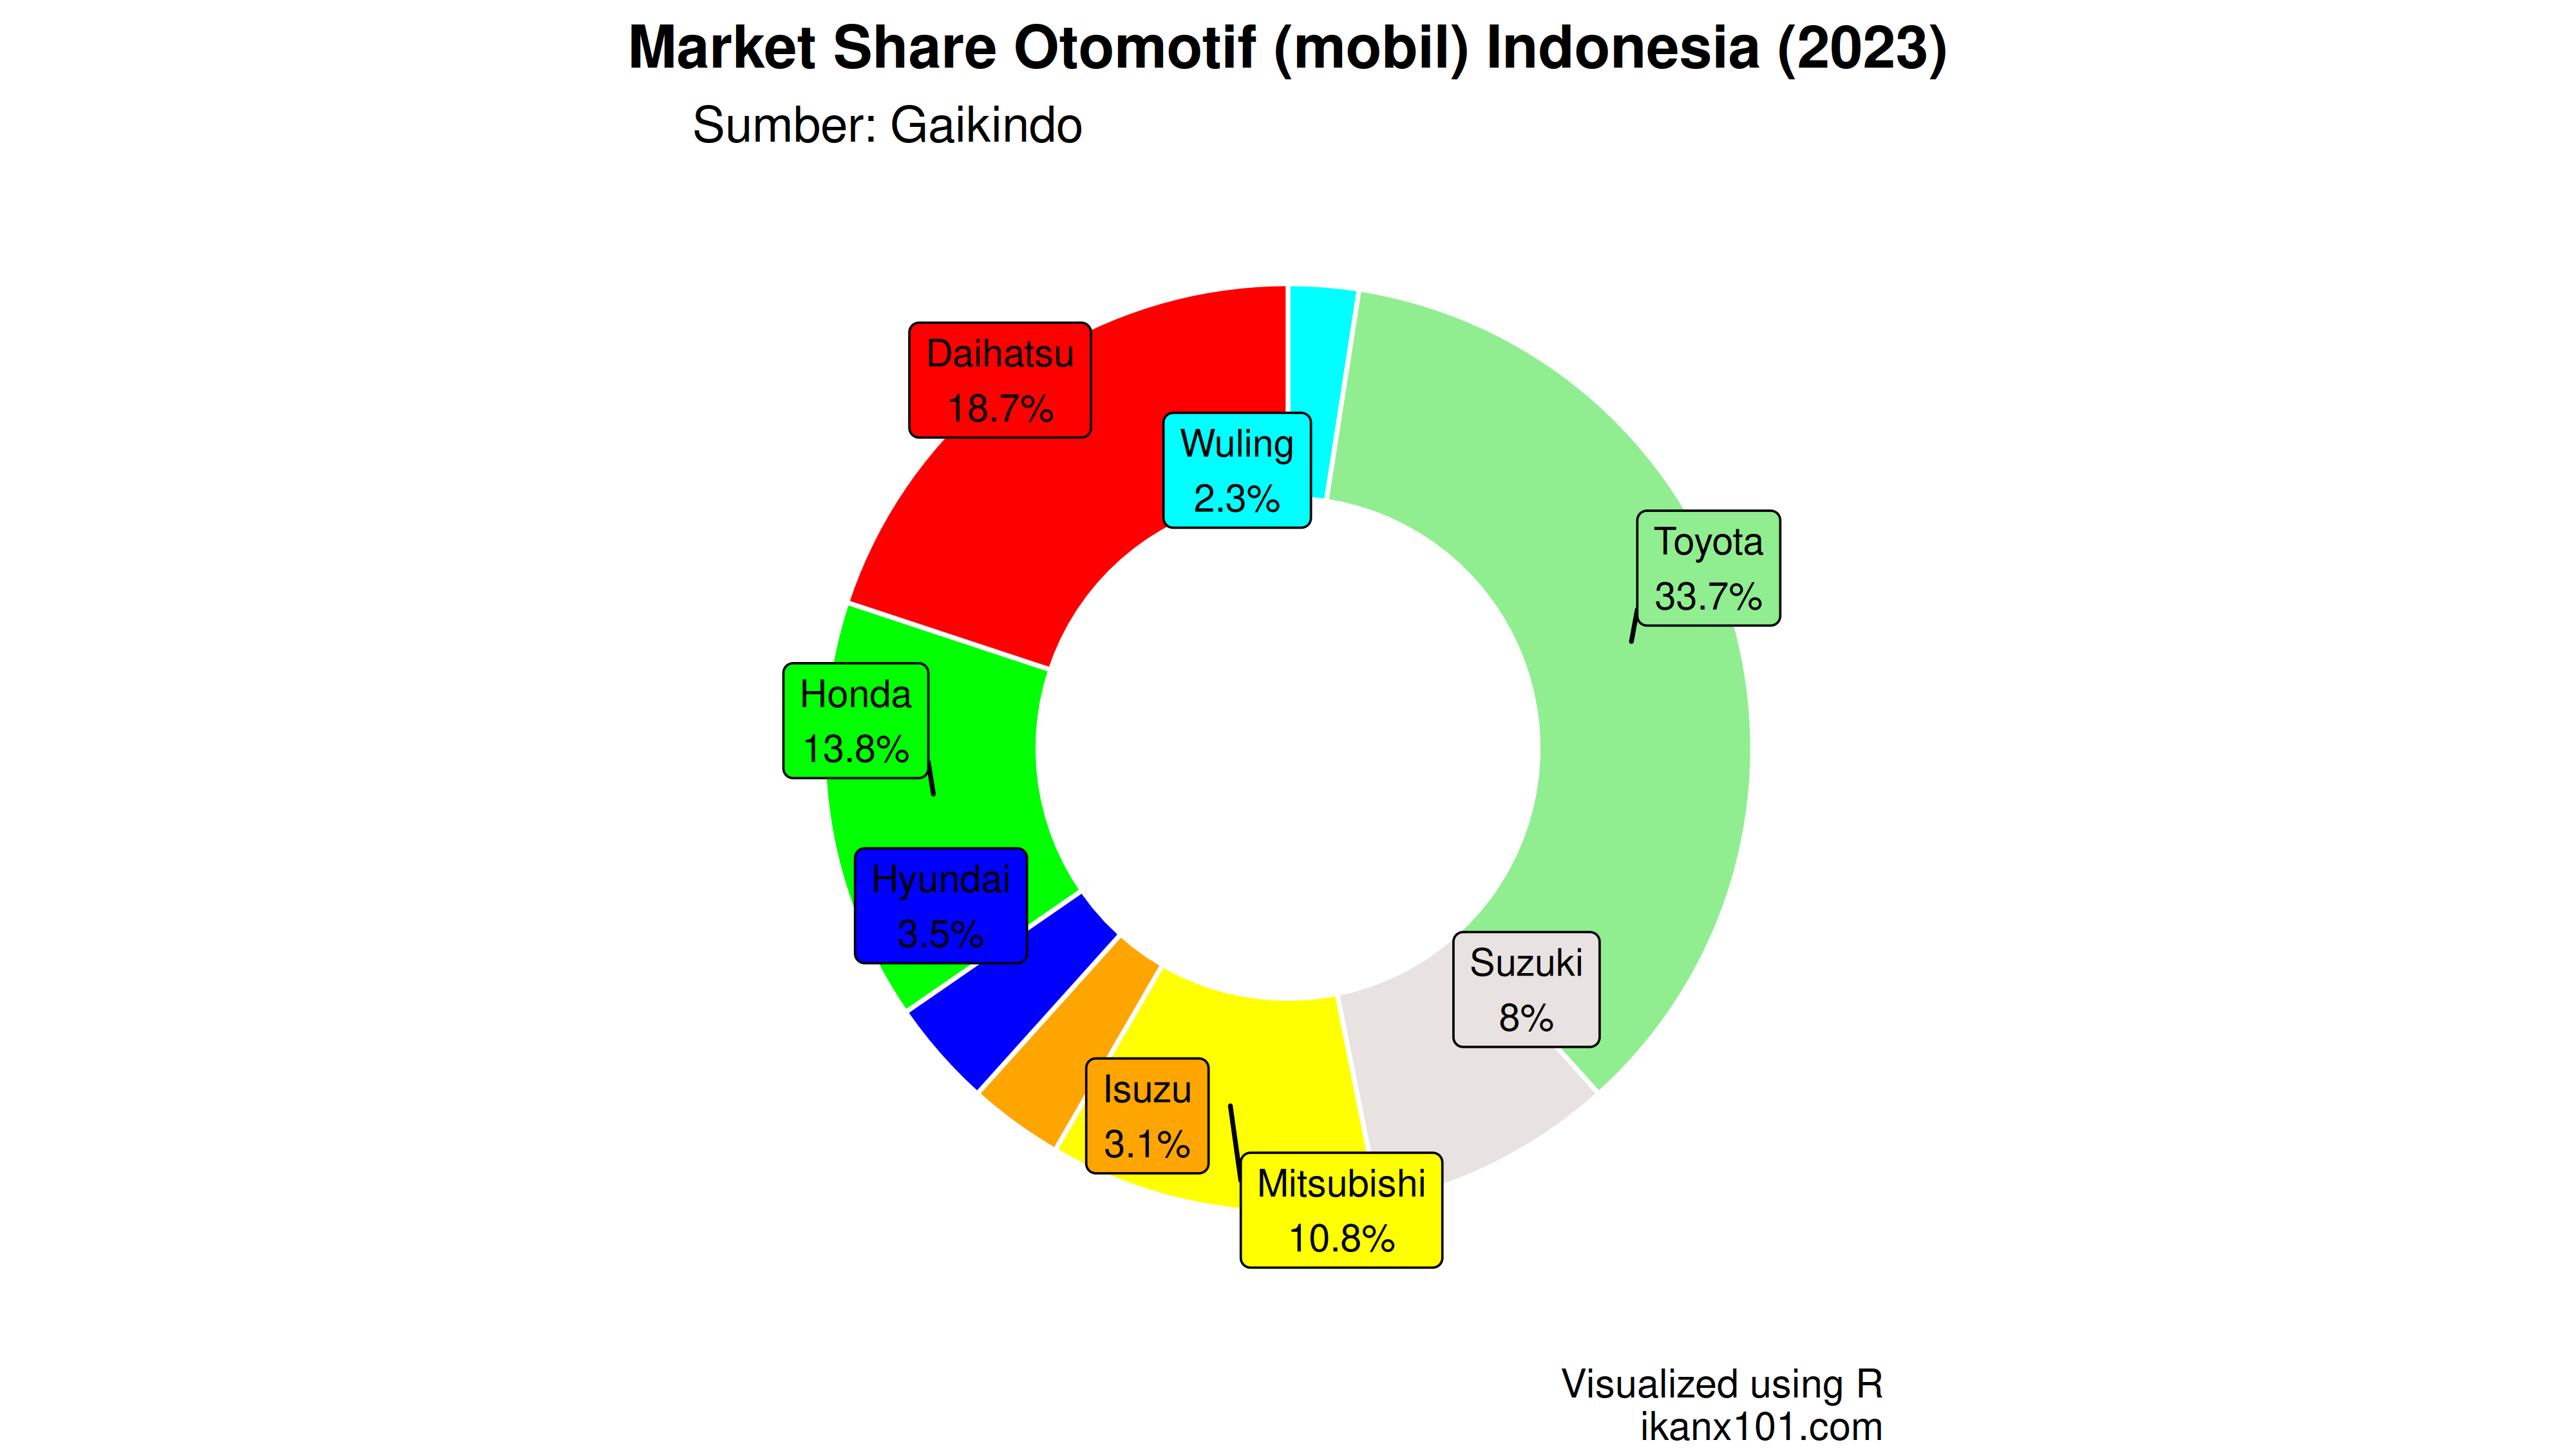 Market Share Otomotif (mobil) Indonesia (2023)
Sumber: Gaikindo
Daihatsu
18.7%
Wuling
2.3%
Toyota
33.7%
Honda
13.8%
Hyundai
3.5%
Suzuki
8%
Isuzu
3.1%
Mitsubishi
10.8%
Visualized using R
ikanx101.com